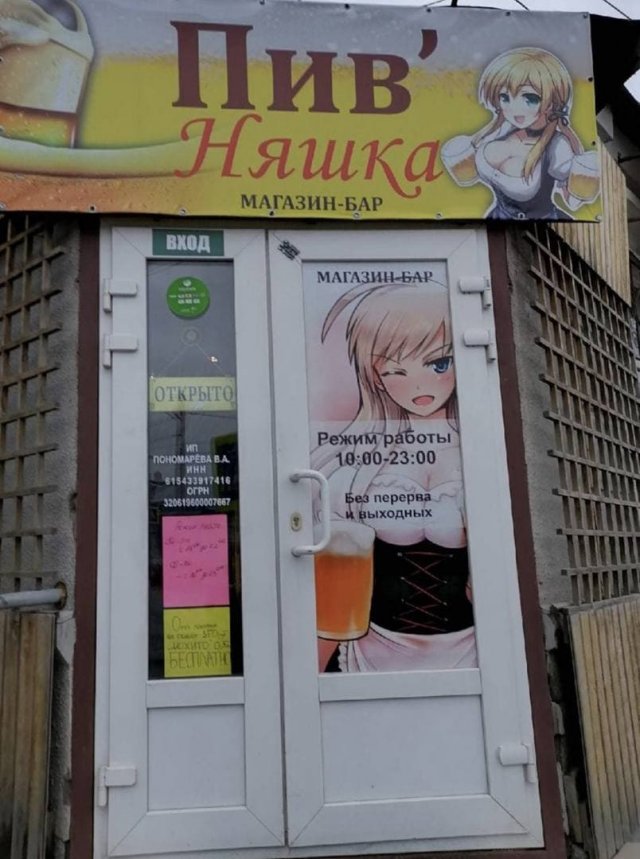 Пив'
Няшка
МАГАЗИН-БАР
ВХОД
ОТКРЫТО
ИП
ПОНОМАРЁВА В.А.
ИНН
615433917416
ОГРН
320619600007667
БЕСПЛАТНО
МАГАЗИН-БАР
Режим работы
10:00-23:00
Без перерва
и выходных